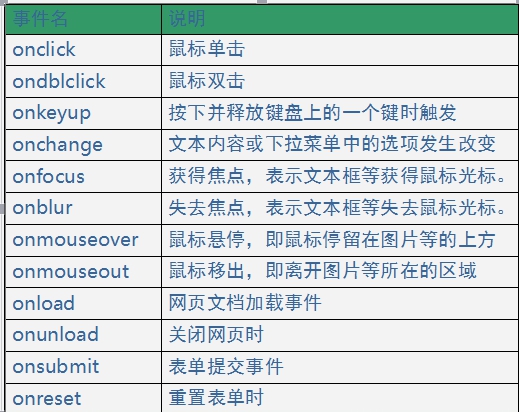 事件名 说明
onclick 鼠标单击
ondblclick 鼠标双击
onkeyup 按下并释放键盘上的一个键时触发
onchange 文本内容或下拉菜单中的选项发生改变
onfocus 获得焦点，表示文本框等获得鼠标光标。
onblur 失去焦点，表示文本框等失去鼠标光标。
onmouseover 鼠标悬停，即鼠标停留在图片等的上方
onmouseout 鼠标移出，即离开图片等所在的区域
onload 网页文档加载事件
onunload 关闭网页时
onsubmit 表单提交事件
onreset 重置表单时